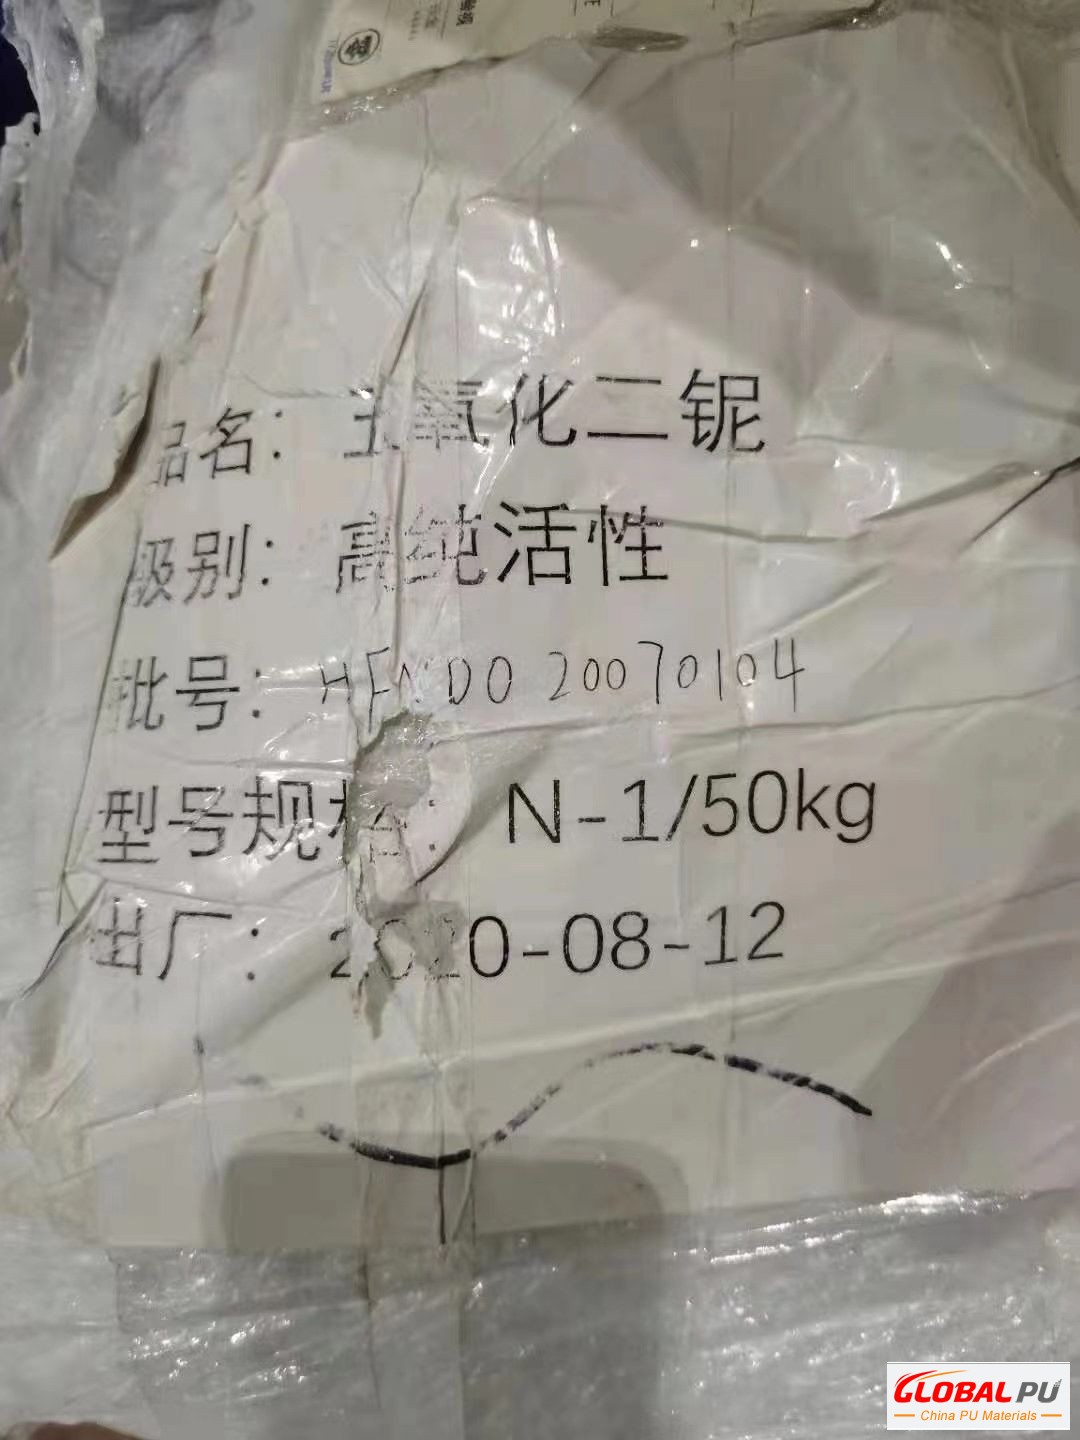 品名：五氧化二铌
级别：高纯活性
批号：HFNDO 20070104
型号规格：N-1/50kg
出厂：2020-08-12
GLOBAL PU
China PU Materials